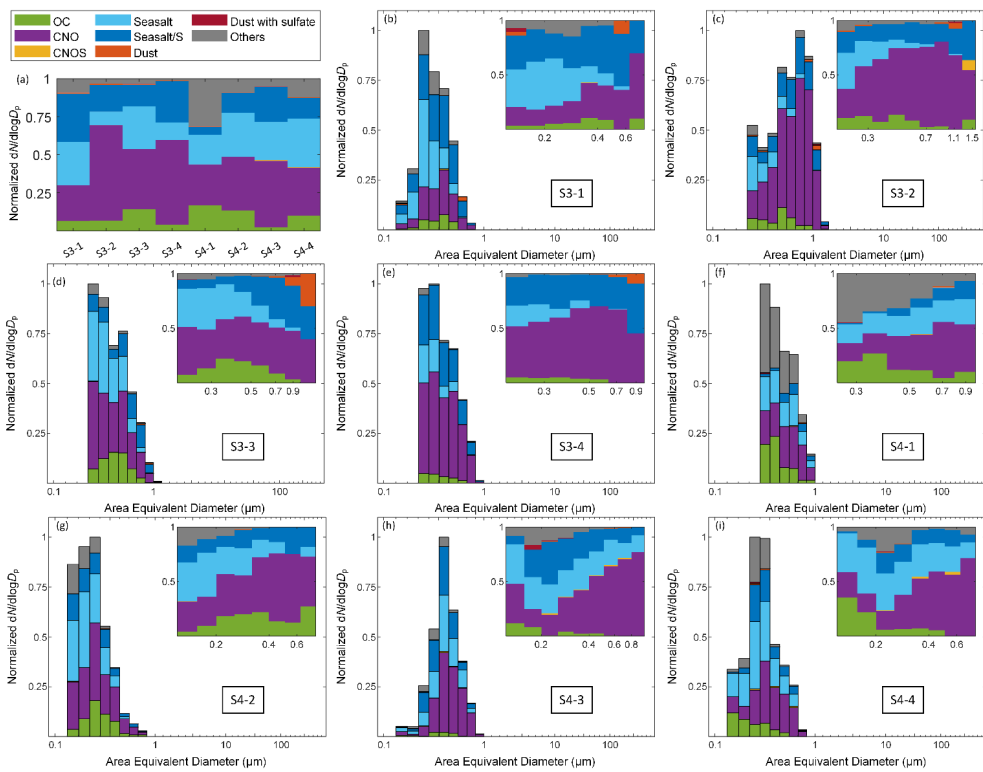 OC Seasalt Dust with sulfate
CNO Seasalt/S Others
CNOS Dust
(a)
Normalized dN/dlogDp
1
0.75
0.5
0.25
S3-1 S3-2 S3-3 S3-4 S4-1 S4-2 S4-3 S4-4
(b)
Normalized dN/dlogDp
1
0.75
0.5
0.25
1
0.5
0.2 0.4 0.6
S3-1
0.1 1 10 100
Area Equivalent Diameter (μm)
(c)
Normalized dN/dlogDp
1
0.75
0.5
0.25
1
0.5
0.3 0.7 1.1 1.5
S3-2
0.1 1 10 100
Area Equivalent Diameter (μm)
(d)
Normalized dN/dlogDp
1
0.75
0.5
0.25
1
0.5
0.3 0.5 0.7 0.9
S3-3
0.1 1 10 100
Area Equivalent Diameter (μm)
(e)
Normalized dN/dlogDp
1
0.75
0.5
0.25
1
0.5
0.3 0.5 0.7 0.9
S3-4
0.1 1 10 100
Area Equivalent Diameter (μm)
(f)
Normalized dN/dlogDp
1
0.75
0.5
0.25
1
0.5
0.3 0.5 0.7 0.9
S4-1
0.1 1 10 100
Area Equivalent Diameter (μm)
(g)
Normalized dN/dlogDp
1
0.75
0.5
0.25
1
0.5
0.2 0.4 0.6
S4-2
0.1 1 10 100
Area Equivalent Diameter (μm)
(h)
Normalized dN/dlogDp
1
0.75
0.5
0.25
1
0.5
0.2 0.4 0.6 0.8
S4-3
0.1 1 10 100
Area Equivalent Diameter (μm)
(i)
Normalized dN/dlogDp
1
0.75
0.5
0.25
1
0.5
0.2 0.4 0.6
S4-4
0.1 1 10 100
Area Equivalent Diameter (μm)